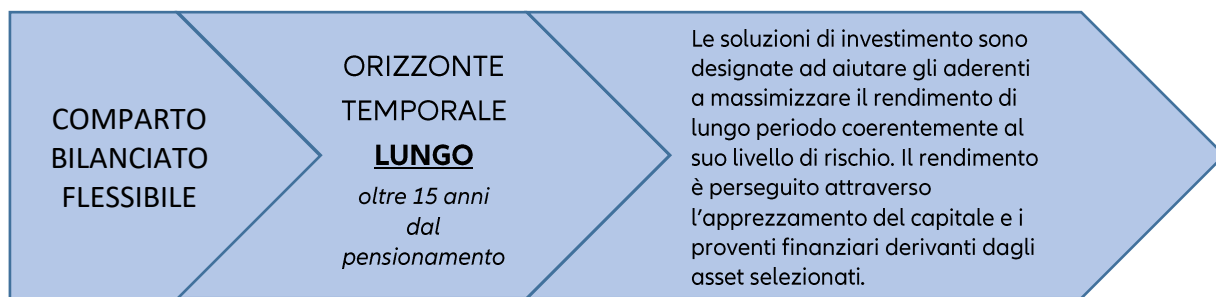 COMPARTO
BILANCIATO
FLESSIBILE
ORIZZONTE
TEMPORALE
LUNGO
oltre 15 anni
dal
pensionamento
Le soluzioni di investimento sono
designate ad aiutare gli aderenti
a massimizzare il rendimento di
lungo periodo coerentemente al
suo livello di rischio. Il rendimento
è perseguito attraverso
l’apprezzamento del capitale e i
proventi finanziari derivanti dagli
asset selezionati.